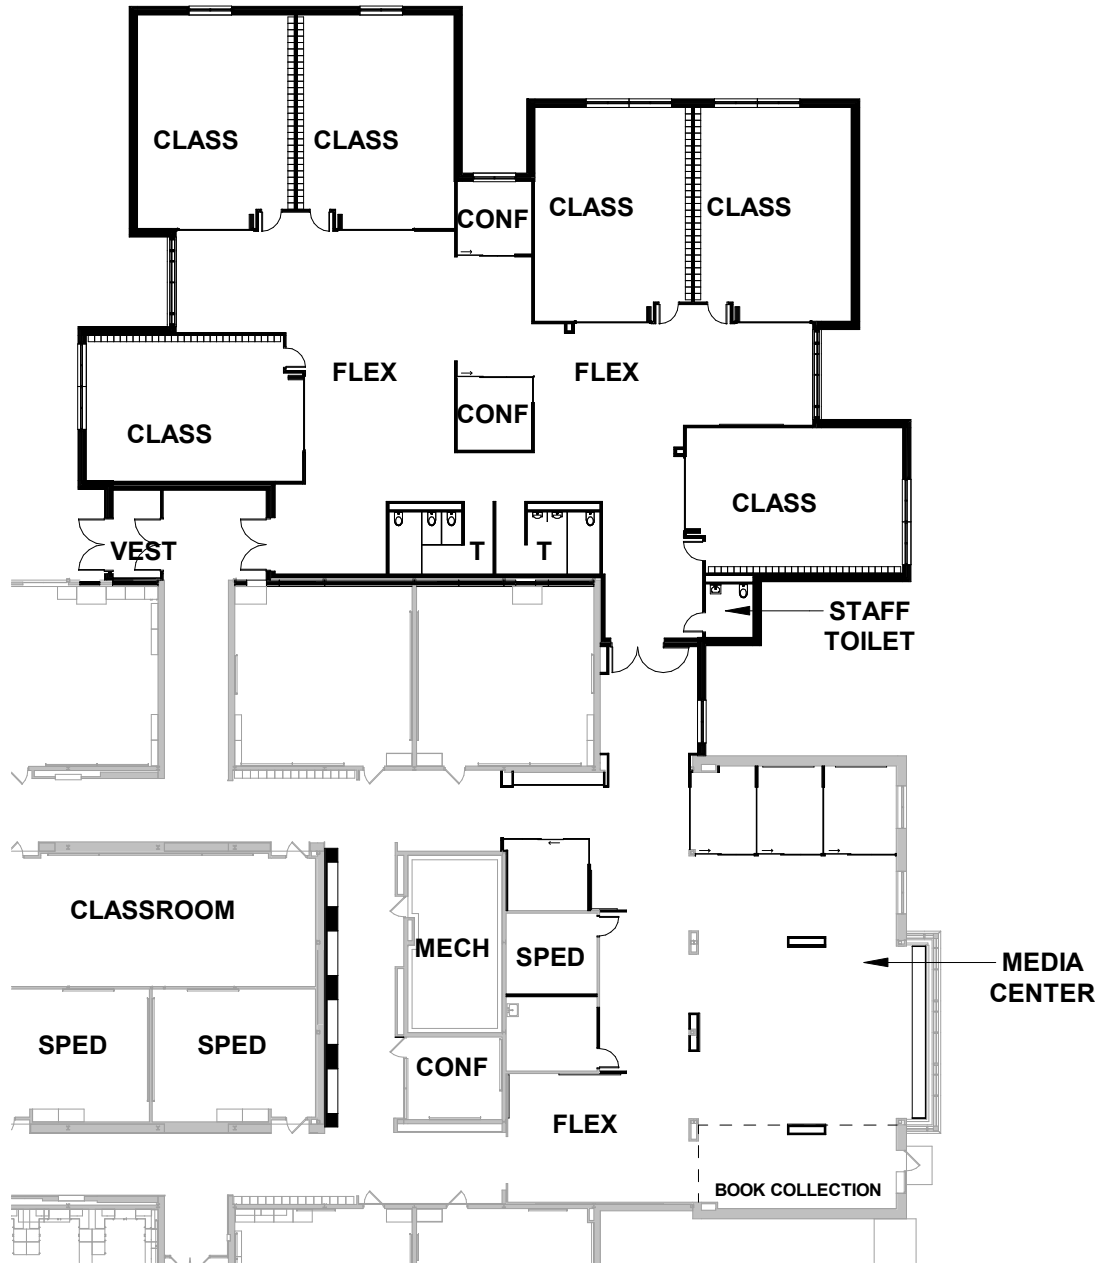 CLASS
CLASS
CONF
CLASS
CLASS
FLEX
FLEX
CONF
CLASS
CLASS
VEST
T
T
STAFF
TOILET
CLASSROOM
MECH
SPED
MEDIA
CENTER
SPED
SPED
CONF
FLEX
BOOK COLLECTION